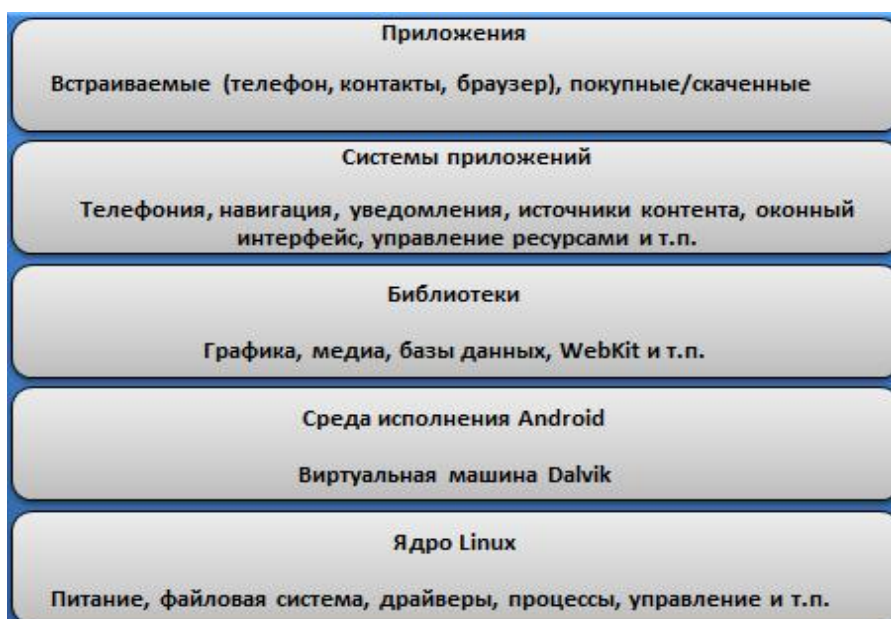 Приложения
Встраиваемые (телефон, контакты, браузер), покупные/скаченные
Системы приложений
Телефония, навигация, уведомления, источники контента, оконный
интерфейс, управление ресурсами и т.п.
Библиотеки
Графика, медиа, базы данных, WebKit и т.п.
Среда исполнения Android
Виртуальная машина Dalvik
Ядро Linux
Питание, файловая система, драйверы, процессы, управление и т.п.